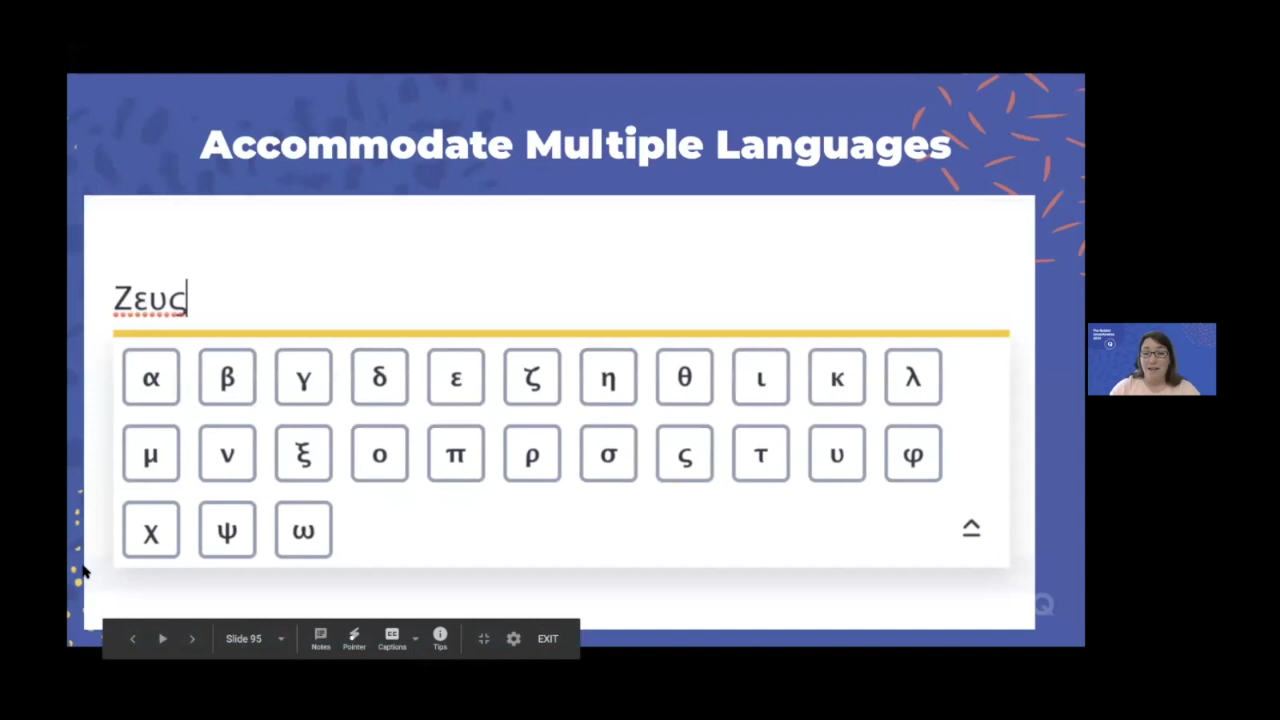 Accommodate Multiple Languages
Ζευς
α β γ δ ε ζ η θ ι κ λ
μ ν ξ ο π ρ σ ς τ υ φ
χ ψ ω
Q
Slide 95
Notes Pointer Captions Tips EXIT